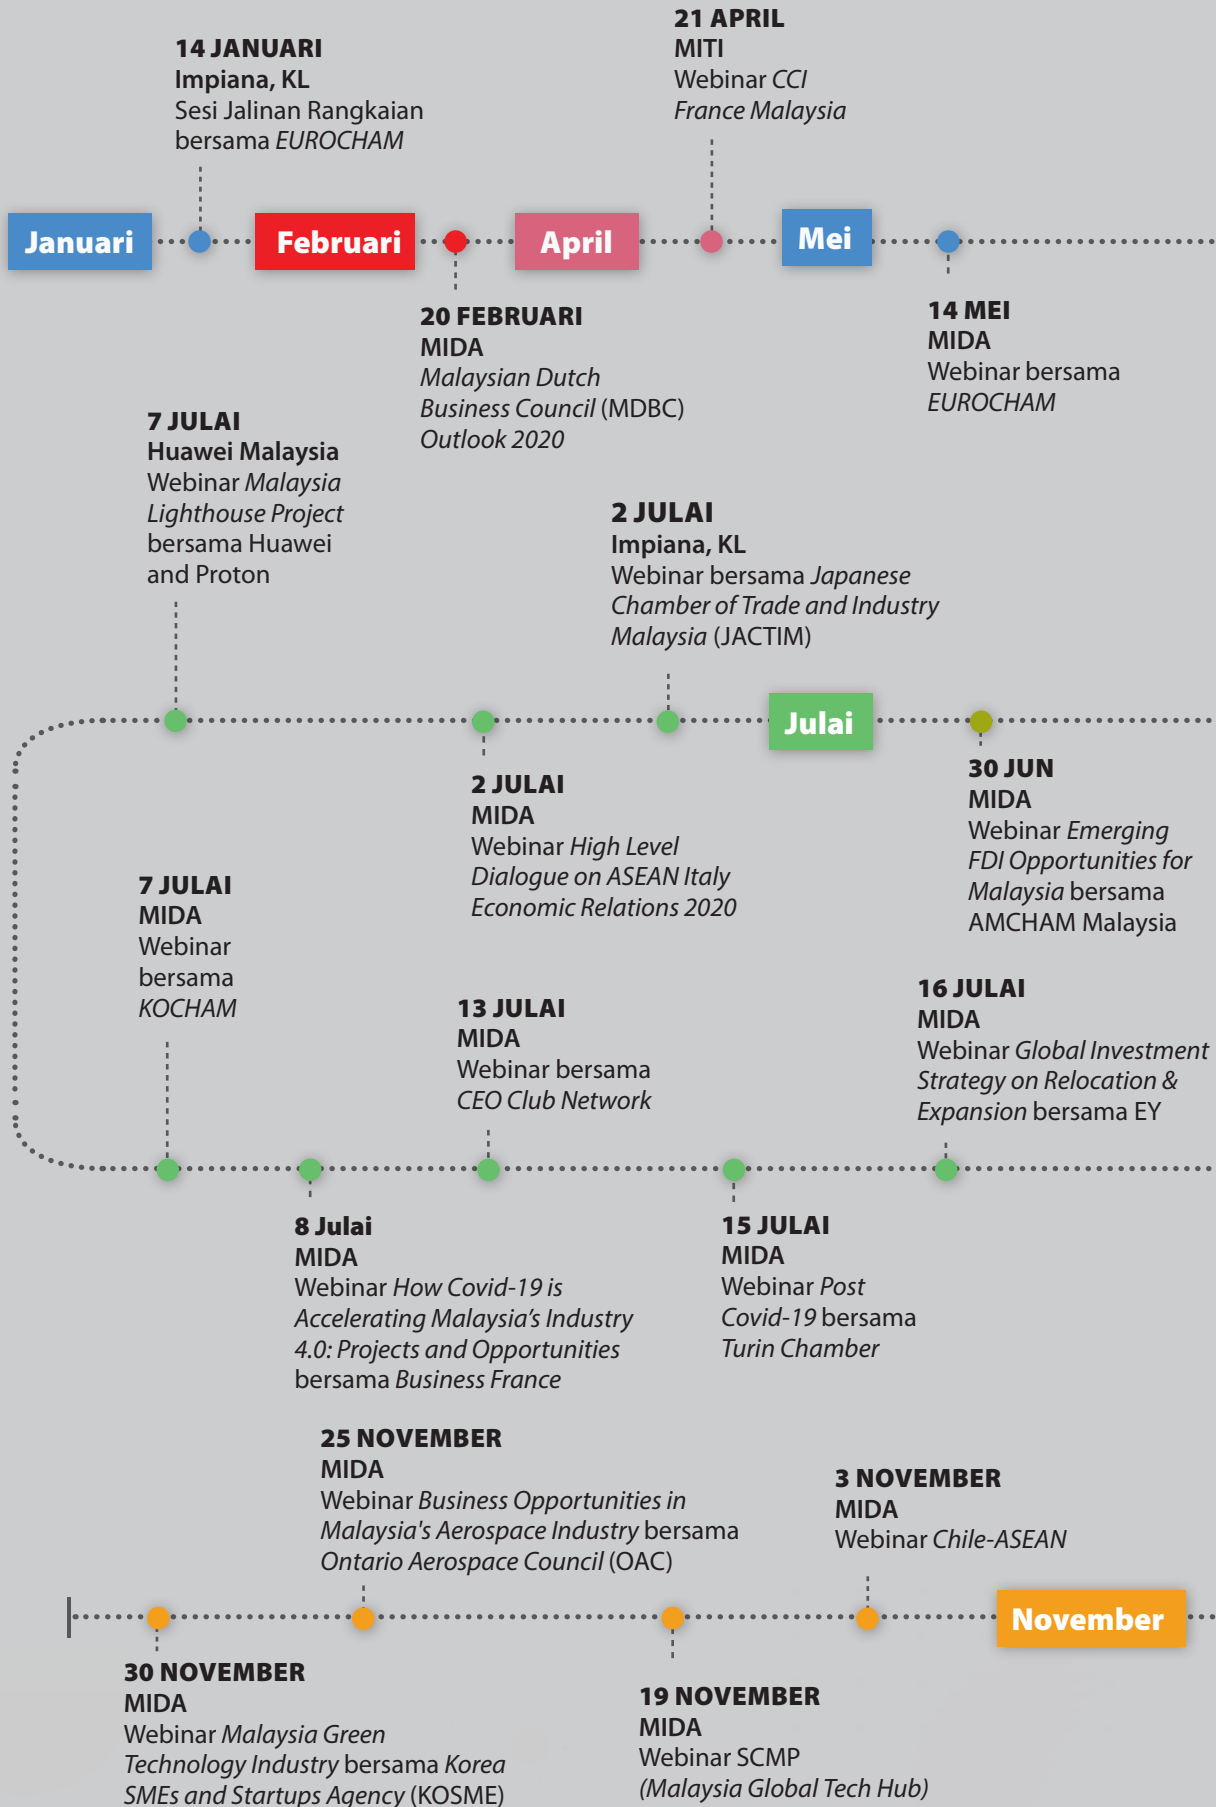 14 JANUARI
Impiana, KL
Sesi Jalinan Rangkaian
bersama EUROCHAM
21 APRIL
MITI
Webinar CCI
France Malaysia
Januari
Februari
April
Mei
20 FEBRUARI
MIDA
Malaysian Dutch
Business Council (MDBC)
Outlook 2020
14 MEI
MIDA
Webinar bersama
EUROCHAM
7 JULAI
Huawei Malaysia
Webinar Malaysia
Lighthouse Project
bersama Huawei
and Proton
2 JULAI
Impiana, KL
Webinar bersama Japanese
Chamber of Trade and Industry
Malaysia (JACTIM)
Julai
2 JULAI
MIDA
Webinar High Level
Dialogue on ASEAN Italy
Economic Relations 2020
30 JUN
MIDA
Webinar Emerging
FDI Opportunities for
Malaysia bersama
AMCHAM Malaysia
7 JULAI
MIDA
Webinar
bersama
KOCHAM
13 JULAI
MIDA
Webinar bersama
CEO Club Network
16 JULAI
MIDA
Webinar Global Investment
Strategy on Relocation &
Expansion bersama EY
8 Julai
MIDA
Webinar How Covid-19 is
Accelerating Malaysia’s Industry
4.0: Projects and Opportunities
bersama Business France
15 JULAI
MIDA
Webinar Post
Covid-19 bersama
Turin Chamber
25 NOVEMBER
MIDA
Webinar Business Opportunities in
Malaysia's Aerospace Industry bersama
Ontario Aerospace Council (OAC)
3 NOVEMBER
MIDA
Webinar Chile-ASEAN
November
30 NOVEMBER
MIDA
Webinar Malaysia Green
Technology Industry bersama Korea
SMEs and Startups Agency (KOSME)
19 NOVEMBER
MIDA
Webinar SCMP
(Malaysia Global Tech Hub)